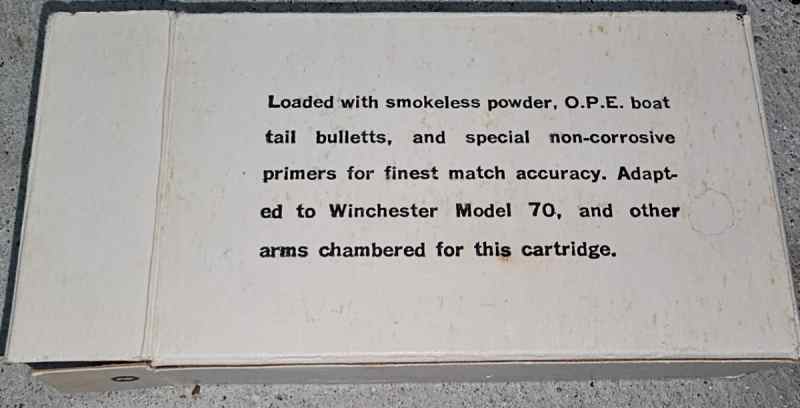 Loaded with smokeless powder, O.P.E. boat
tail bulletts, and special non-corrosive
primers for finest match accuracy. Adapt-
ed to Winchester Model 70, and other
arms chambered for this cartridge.